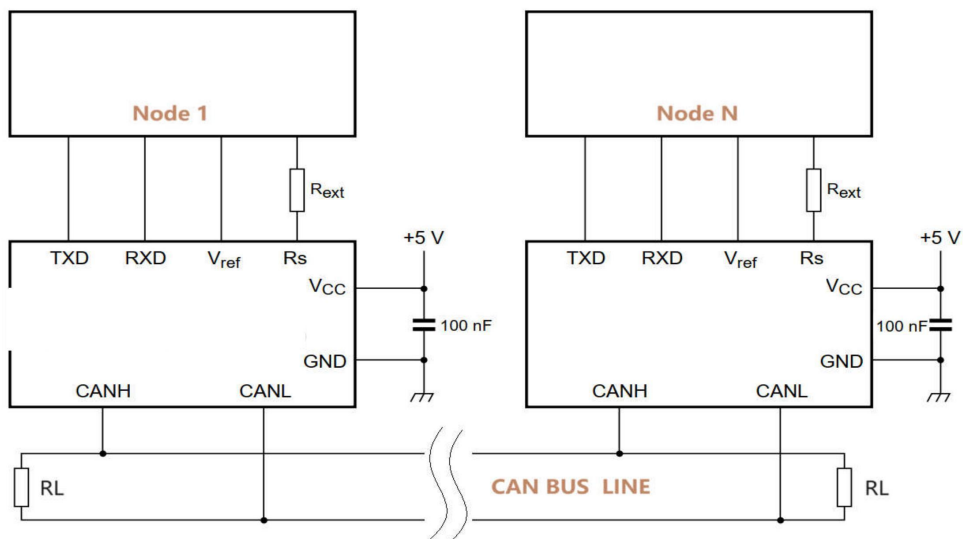 Node 1
Node N
Rext
Rext
TXD RXD Vref Rs
+5 V
TXD RXD Vref Rs
+5 V
VCC
VCC
100 nF
100 nF
GND
GND
CANH CANL
CANH CANL
RL
CAN BUS LINE
RL